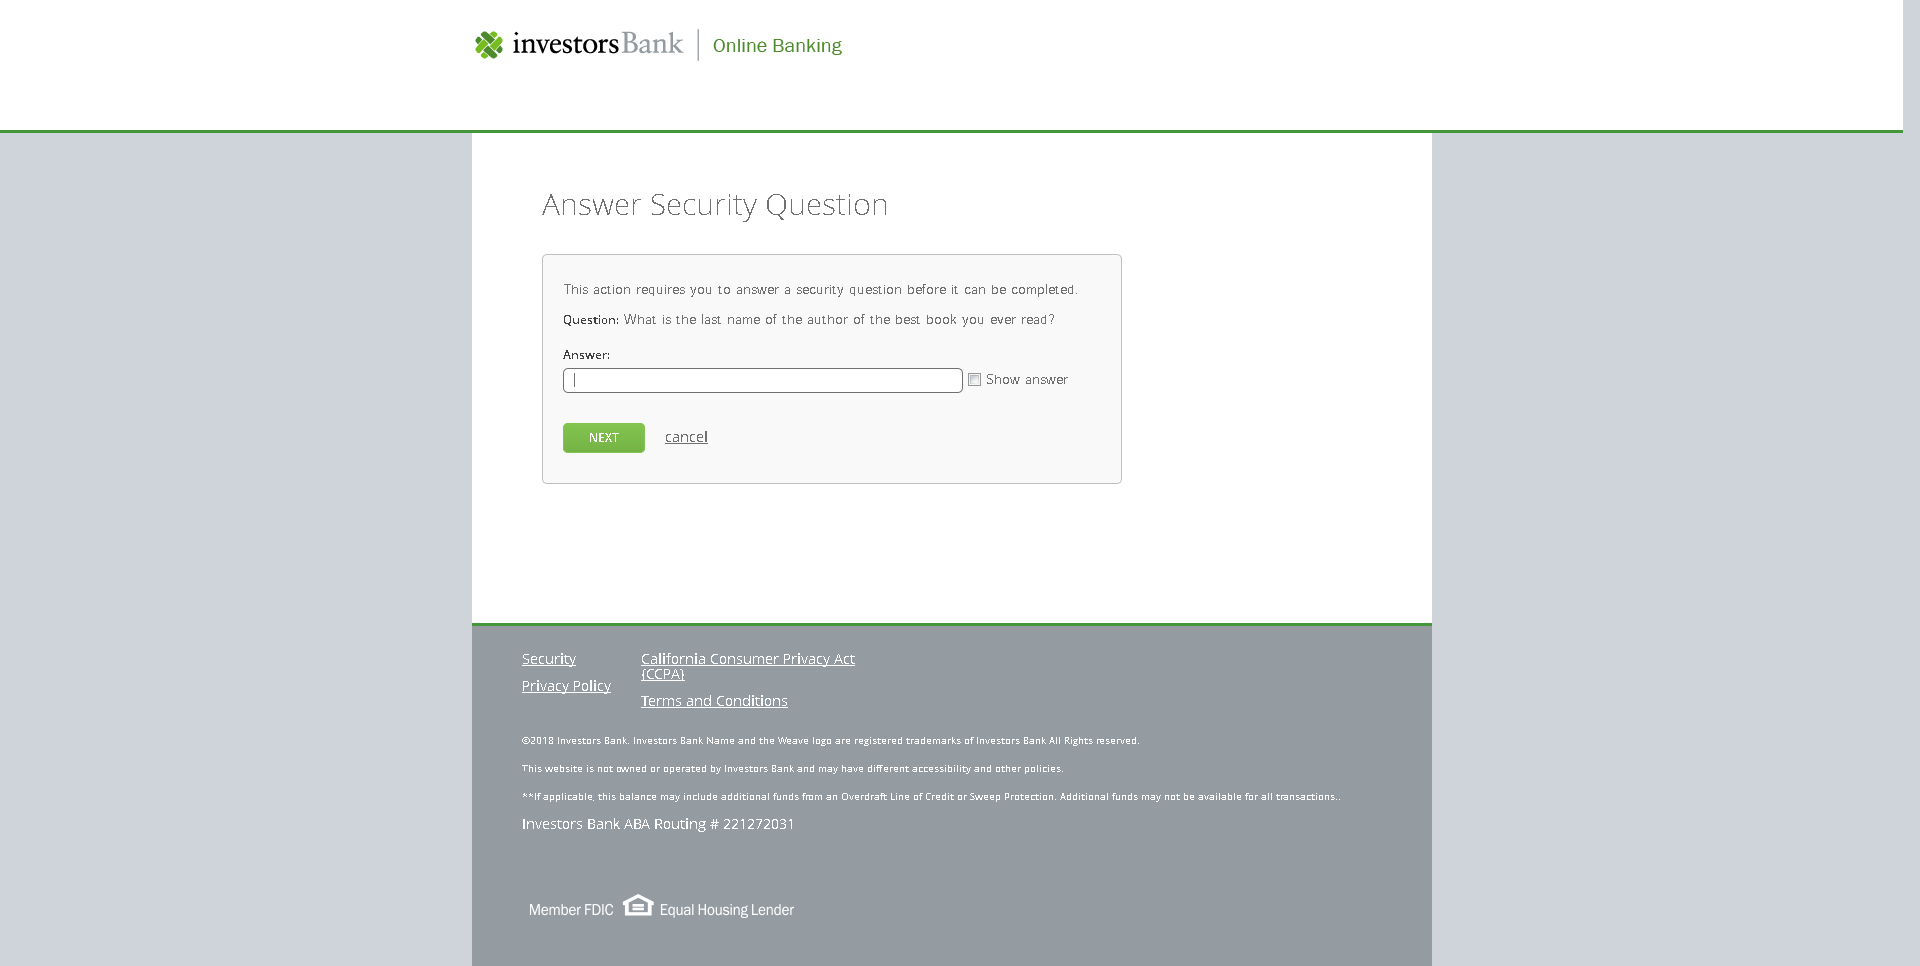 investorsBank | Online Banking
Answer Security Question
This action requires you to answer a security question before it can be completed.
Question: What is the last name of the author of the best book you ever read?
Answer:
Show answer
NEXT cancel
Security
Privacy Policy
California Consumer Privacy Act
(CCPA)
Terms and Conditions
©2018 Investors Bank. Investors Bank Name and the Weave logo are registered trademarks of Investors Bank All Rights reserved.
This website is not owned or operated by Investors Bank and may have different accessibility and other policies.
**If applicable, this balance may include additional funds from an Overdraft Line of Credit or Sweep Protection. Additional funds may not be available for all transactions..
Investors Bank ABA Routing # 221272031
Member FDIC Equal Housing Lender